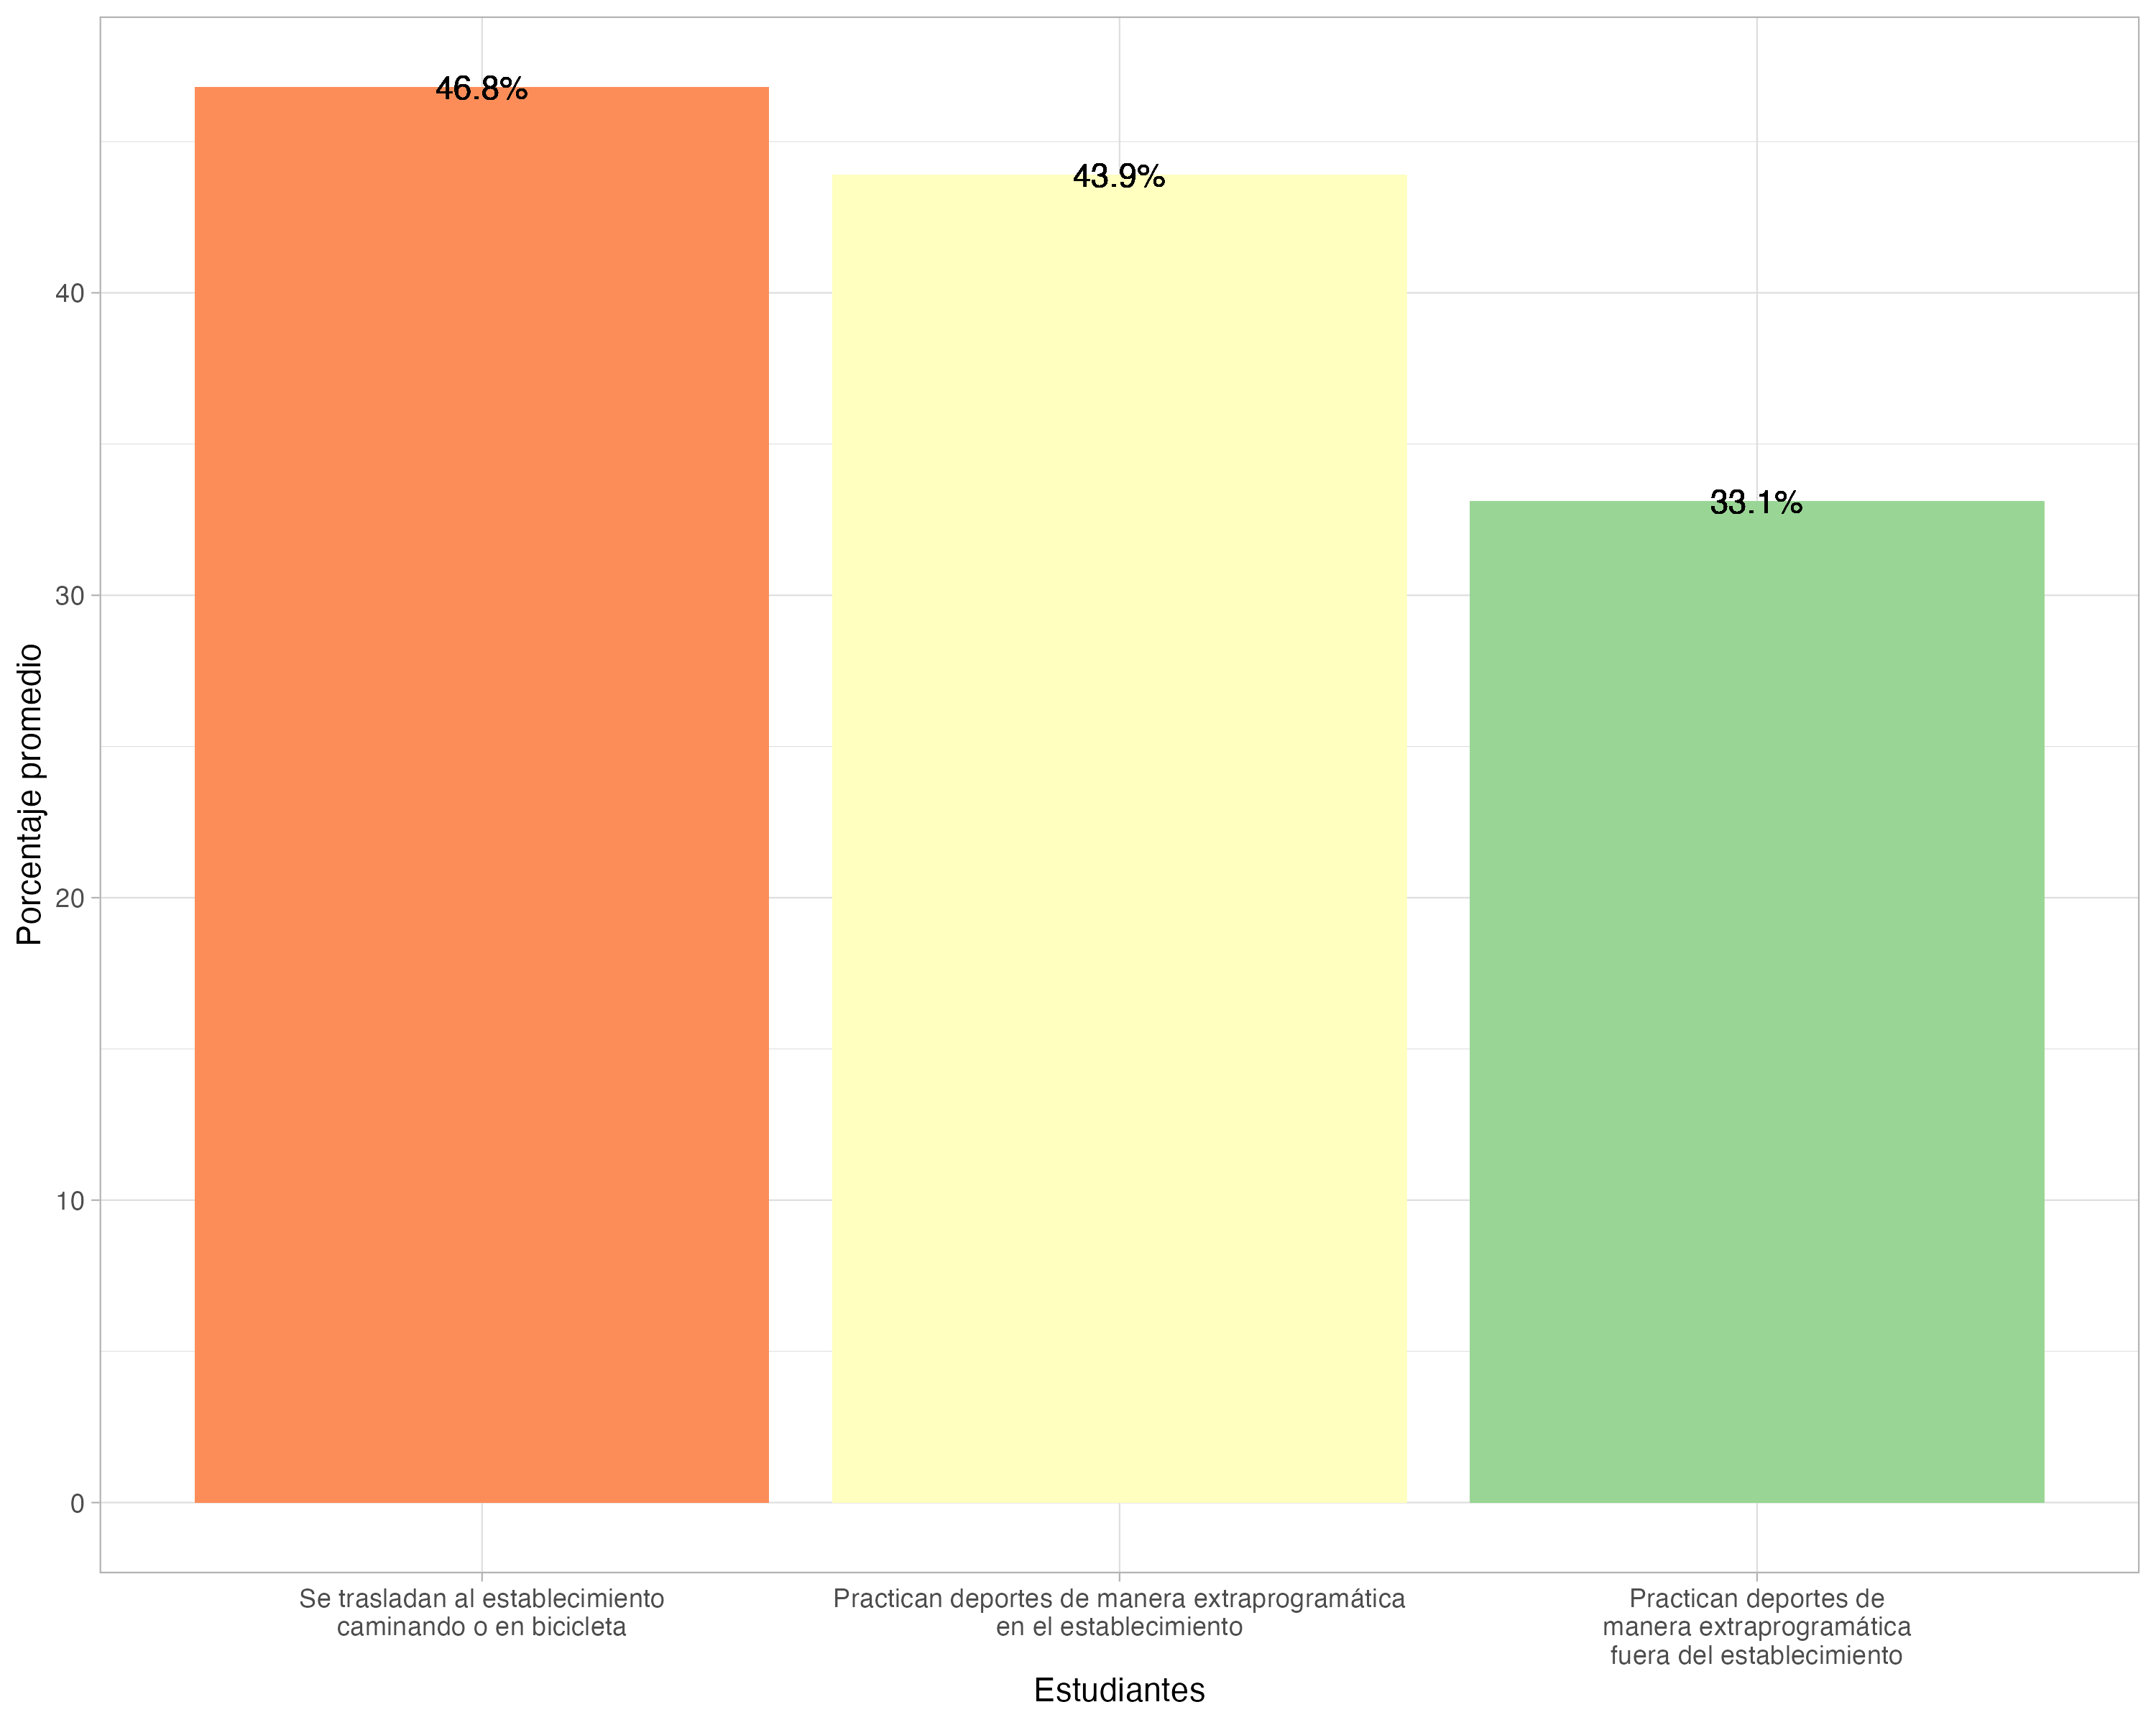 46.8%
43.9%
33.1%
40
30
20
10
0
Porcentaje promedio
Se trasladan al establecimiento
caminando o en bicicleta
Practican deportes de manera extraprogramática
en el establecimiento
Practican deportes de
manera extraprogramática
fuera del establecimiento
Estudiantes